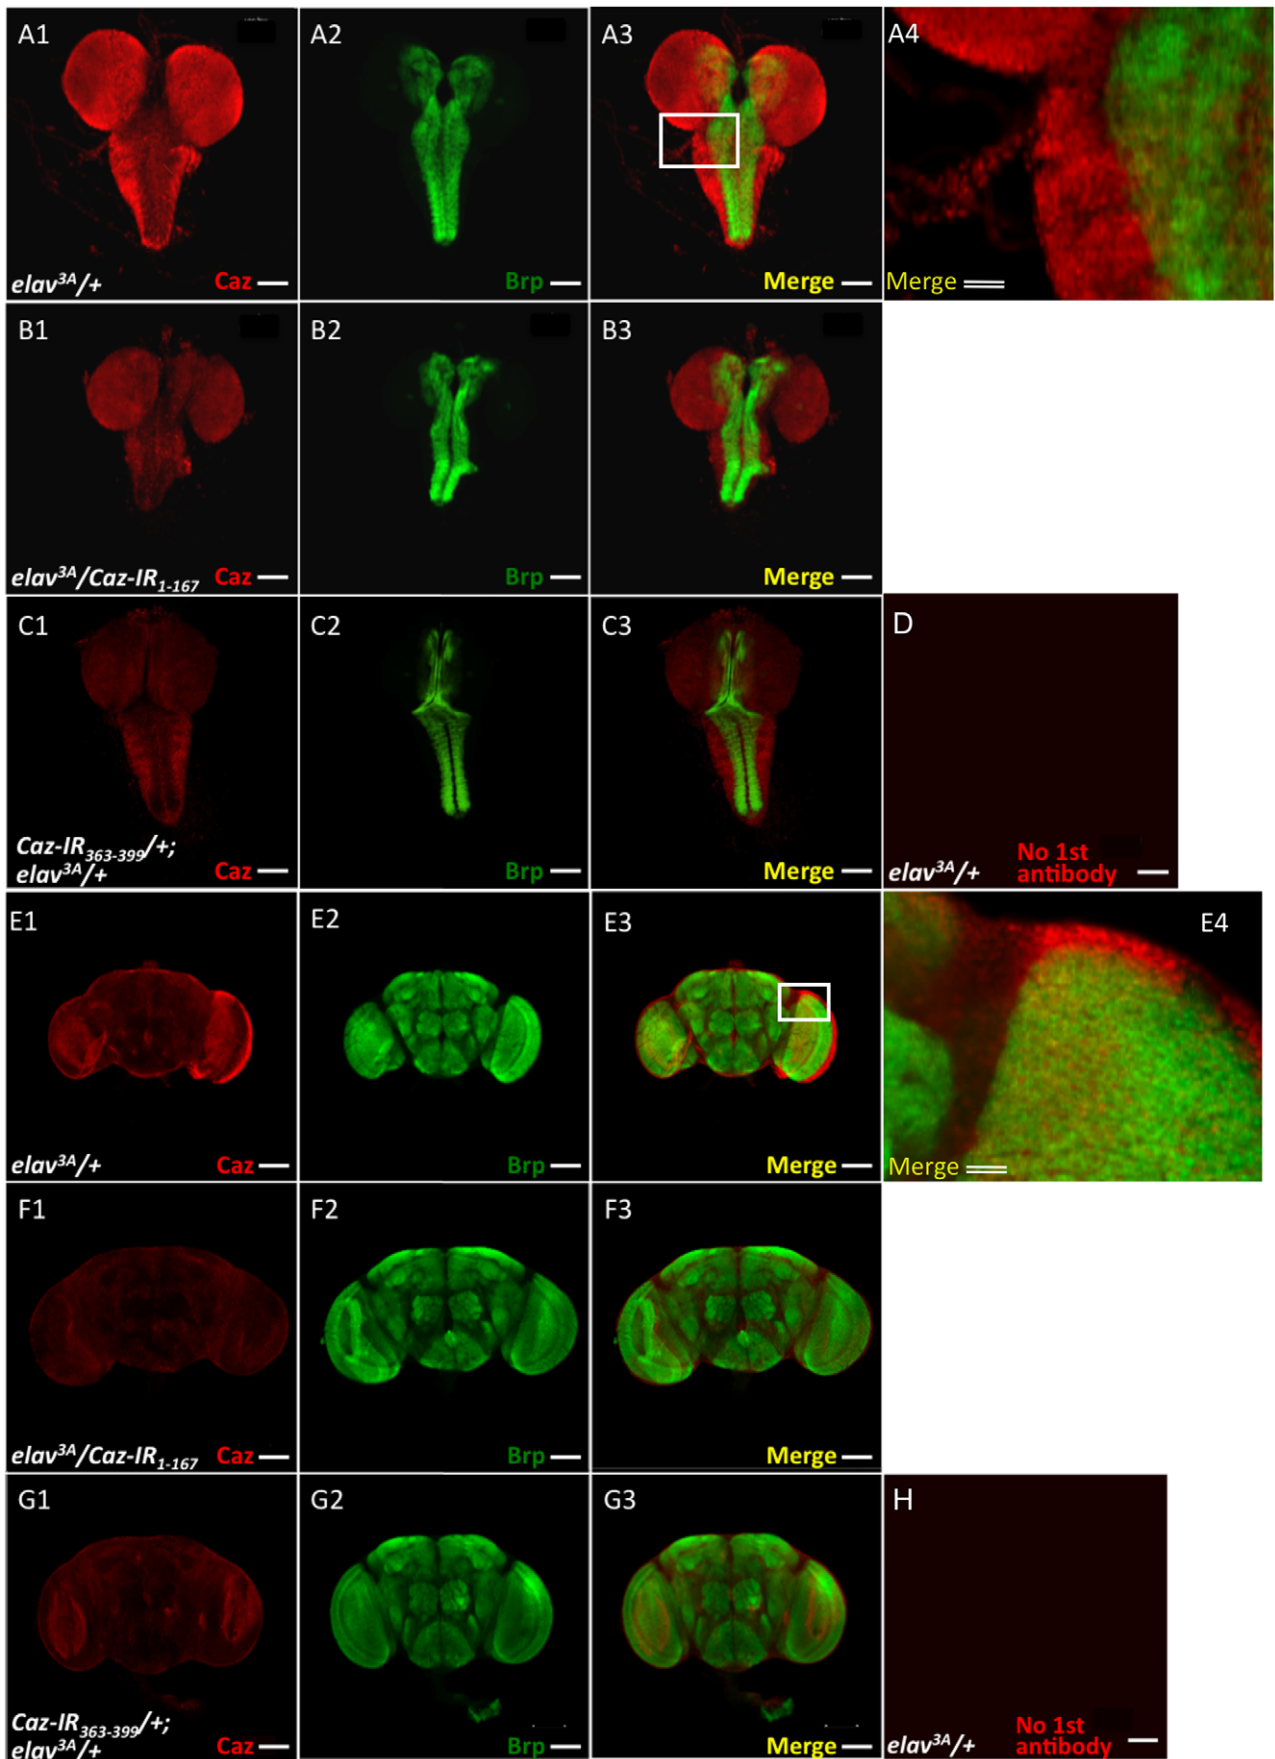 A1
elav3A/+ Caz
A2
Brp
A3
Merge
A4
Merge
B1
elav3A/Caz-IR1-167 Caz
B2
Brp
B3
Merge
C1
Caz-IR363-399/+;
elav3A/+ Caz
C2
Brp
C3
Merge
D
No 1st
elav3A/+ antibody
E1
elav3A/+ Caz
E2
Brp
E3
Merge
E4
Merge
F1
elav3A/Caz-IR1-167 Caz
F2
Brp
F3
Merge
G1
Caz-IR363-399/+;
elav3A/+ Caz
G2
Brp
G3
Merge
H
No 1st
elav3A/+ antibody